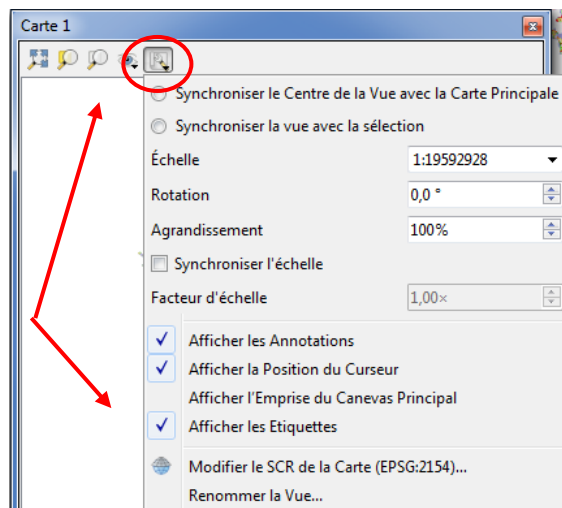 Carte 1
Synchroniser le Centre de la Vue avec la Carte Principale
Synchroniser la vue avec la sélection
Échelle 1:19592928
Rotation 0,0 °
Agrandissement 100%
Synchroniser l'échelle
Facteur d'échelle 1,00×
Afficher les Annotations
Afficher la Position du Curseur
Afficher l'Emprise du Canevas Principal
Afficher les Etiquettes
Modifier le SCR de la Carte (EPSG:2154)...
Renommer la Vue...